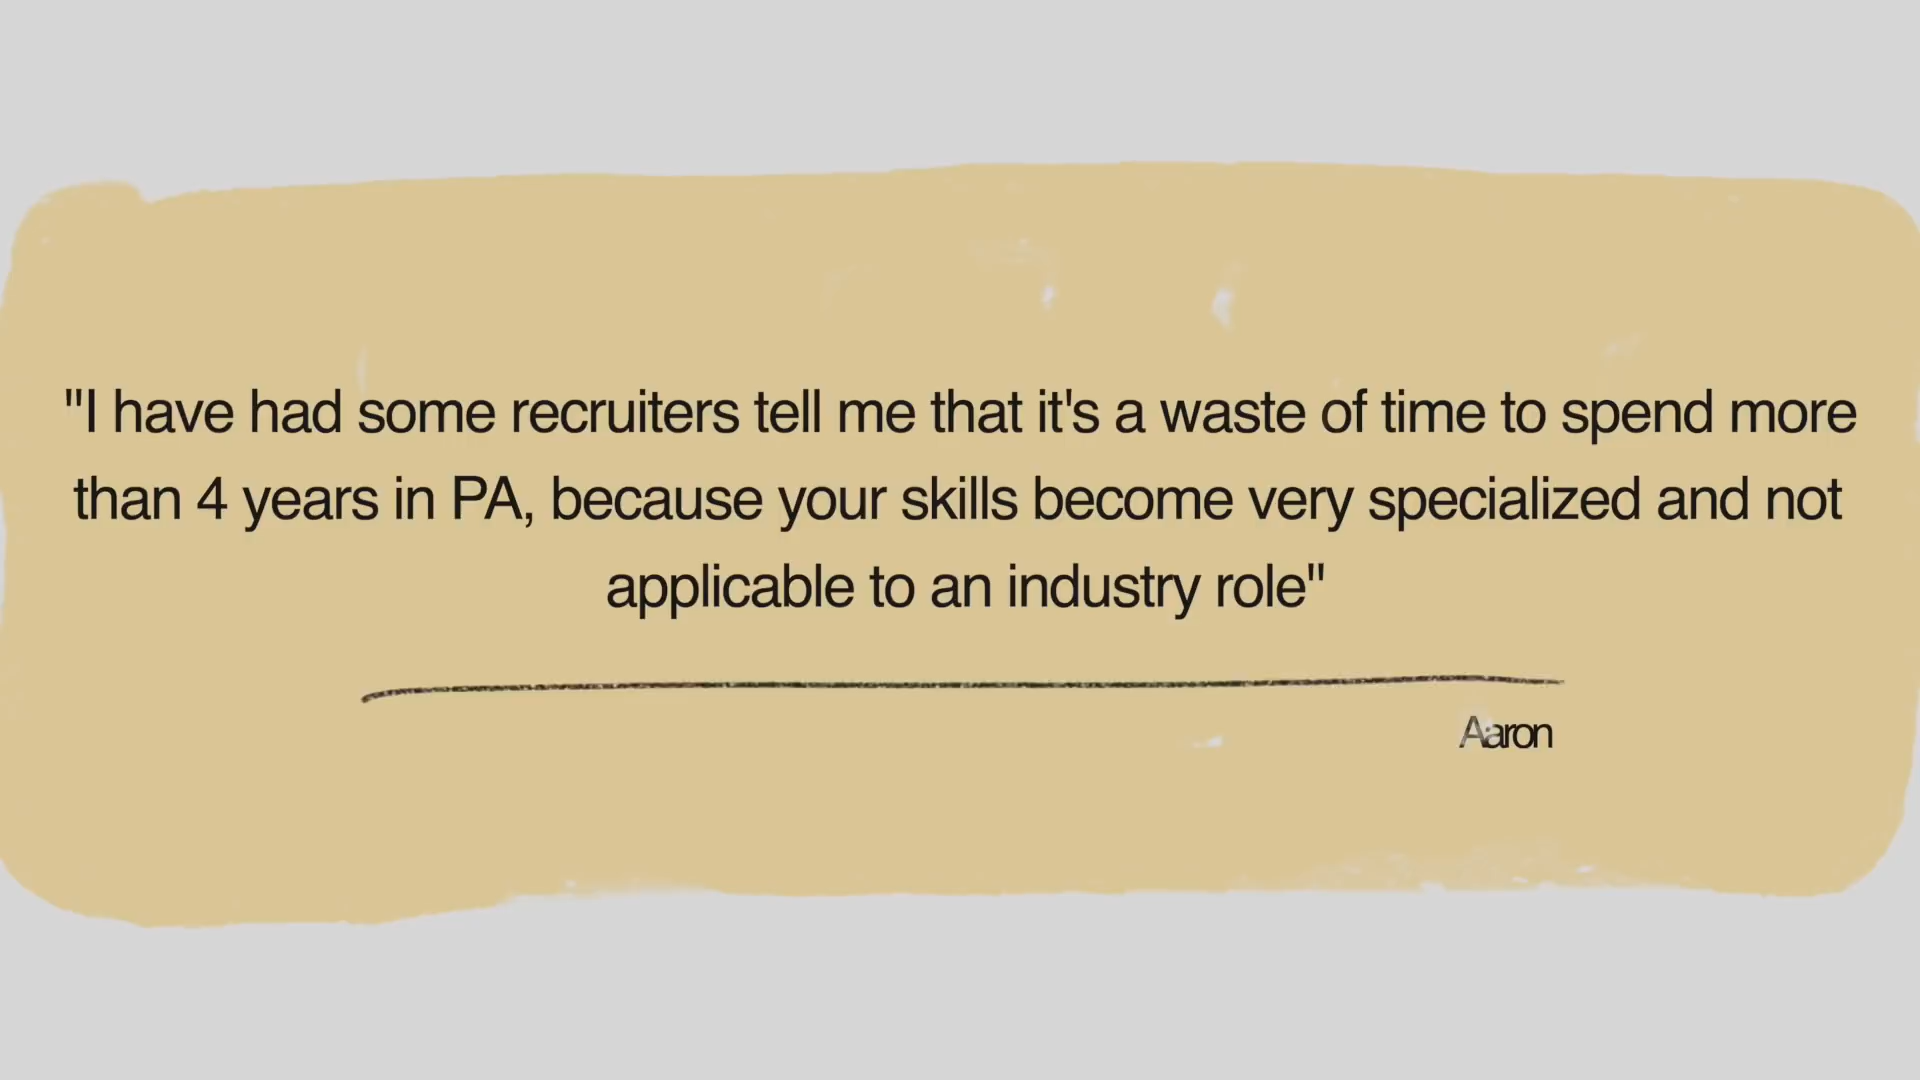 "I have had some recruiters tell me that it's a waste of time to spend more
than 4 years in PA, because your skills become very specialized and not
applicable to an industry role"
Aaron